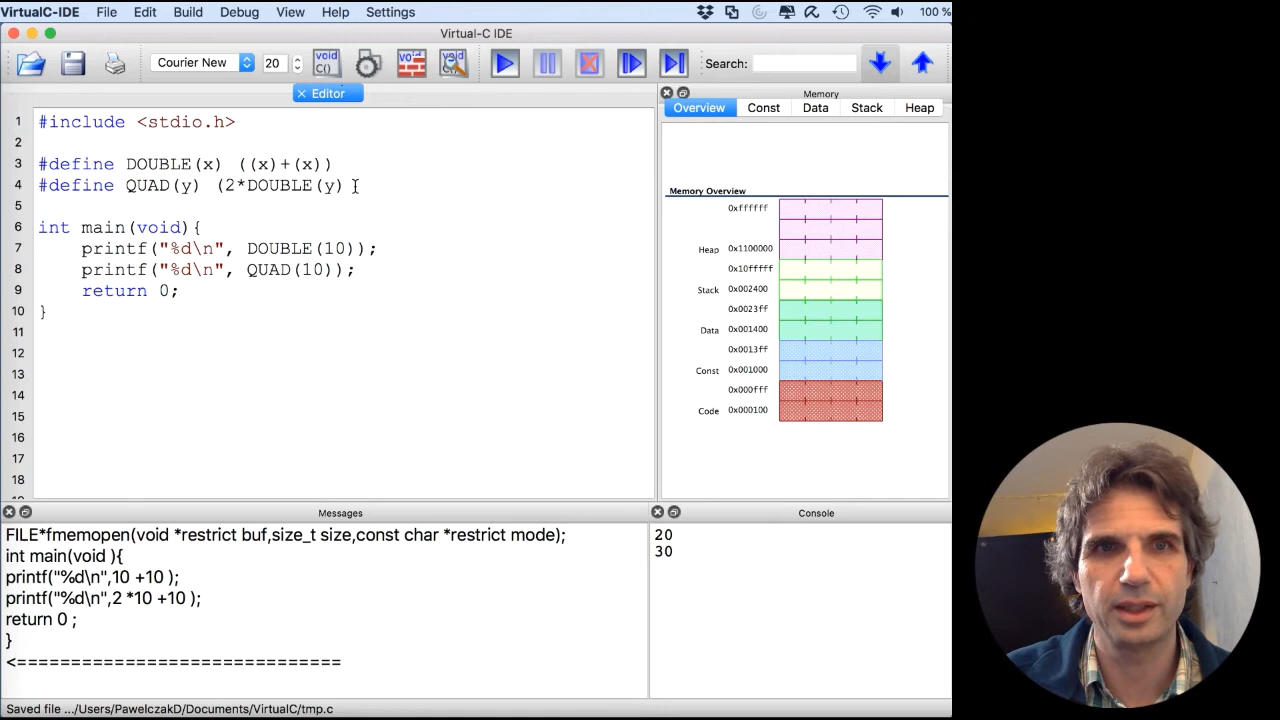 VirtualC-IDE File Edit Build Debug View Help Settings 100 %
Virtual-C IDE
Courier New 20 void C() Search:
Editor
1 #include <stdio.h>
2
3 #define DOUBLE(x) ((x)+(x))
4 #define QUAD(y) (2*DOUBLE(y)
5
6 int main(void){
7 printf("%d\n", DOUBLE(10));
8 printf("%d\n", QUAD(10));
9 return 0;
10 }
11
12
13
14
15
16
17
18
Memory
Overview Const Data Stack Heap
Memory Overview
0xffffff
Heap 0x1100000
0x10fffff
Stack 0x002400
0x0023ff
Data 0x001400
0x0013ff
Const 0x001000
0x000fff
Code 0x000100
Messages
FILE*fmemopen(void *restrict buf,size_t size,const char *restrict mode);
int main(void ){
printf("%d\n",10 +10 );
printf("%d\n",2 *10 +10 );
return 0 ;
}
<==============================
Console
20
30
Saved file .../Users/PawelczakD/Documents/VirtualC/tmp.c